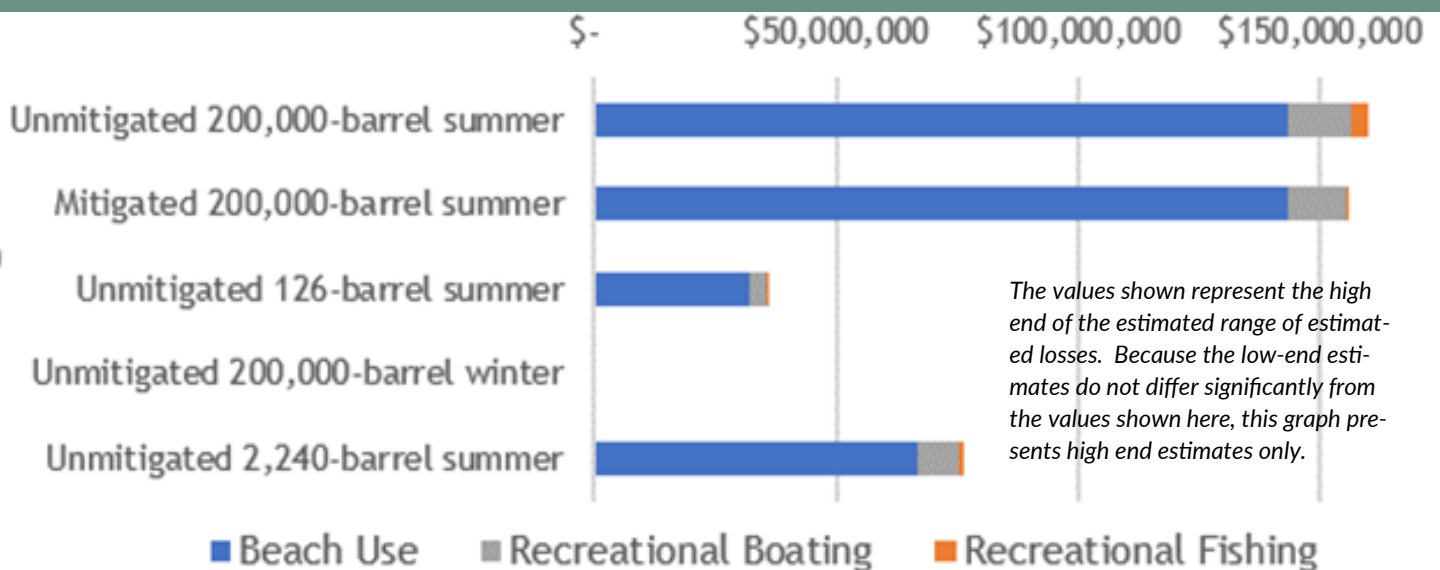 $- $50,000,000 $100,000,000 $150,000,000
Unmitigated 200,000-barrel summer
Mitigated 200,000-barrel summer
Unmitigated 126-barrel summer
Unmitigated 200,000-barrel winter
Unmitigated 2,240-barrel summer
The values shown represent the high
end of the estimated range of estimat-
ed losses.  Because the low-end esti-
mates do not differ significantly from
the values shown here, this graph pre-
sents high end estimates only.
Beach Use Recreational Boating Recreational Fishing